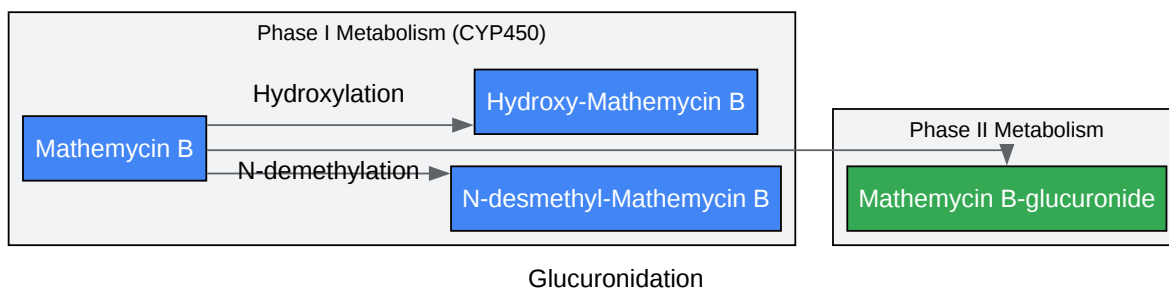 Phase I Metabolism (CYP450)
Hydroxylation
Hydroxy-Mathemycin B
Mathemycin B
N-demethylation
N-desmethyl-Mathemycin B
Phase II Metabolism
Mathemycin B-glucuronide
Glucuronidation